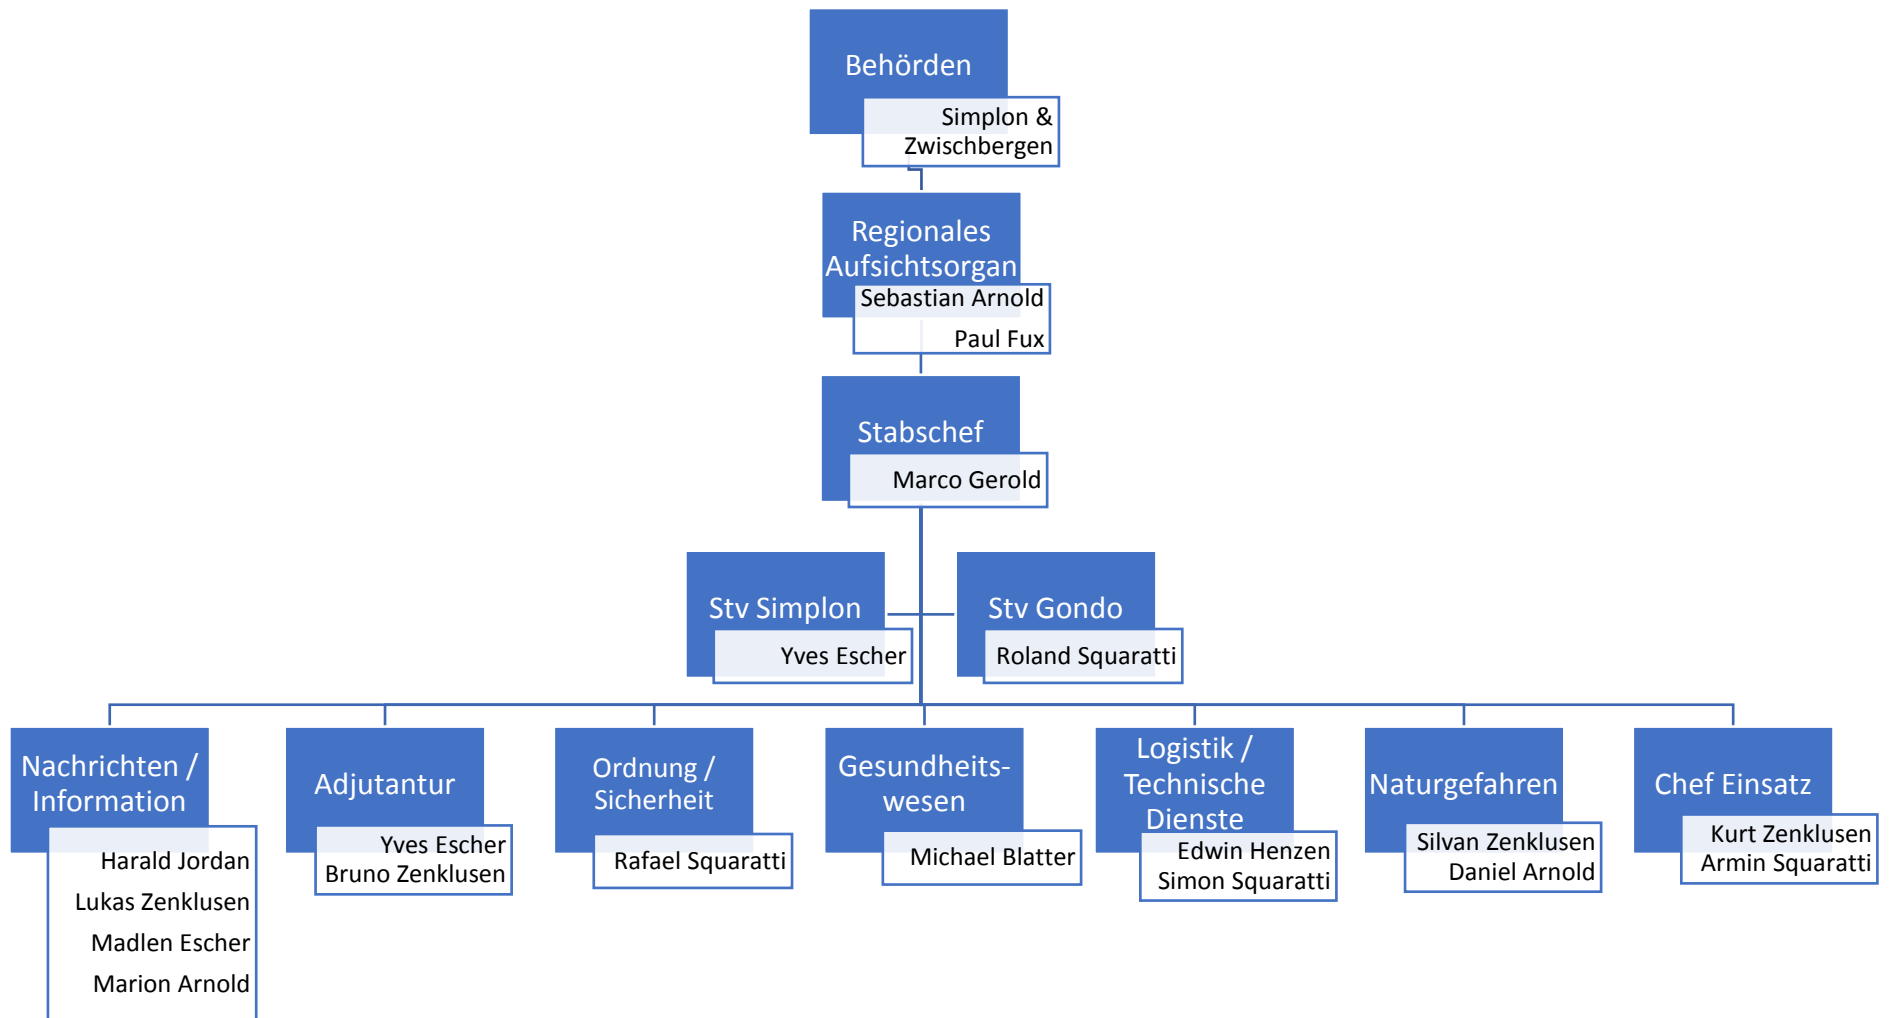 Behörden
Simplon &
Zwischbergen
Regionales
Aufsichtsorgan
Sebastian Arnold
Paul Fux
Stabschef
Marco Gerold
Stv Simplon
Yves Escher
Stv Gondo
Roland Squaratti
Nachrichten /
Information
Harald Jordan
Lukas Zenklusen
Madlen Escher
Marion Arnold
Adjutantur
Yves Escher
Bruno Zenklusen
Ordnung /
Sicherheit
Rafael Squaratti
Gesundheits-
wesen
Michael Blatter
Logistik /
Technische
Dienste
Edwin Henzen
Simon Squaratti
Naturgefahren
Silvan Zenklusen
Daniel Arnold
Chef Einsatz
Kurt Zenklusen
Armin Squaratti